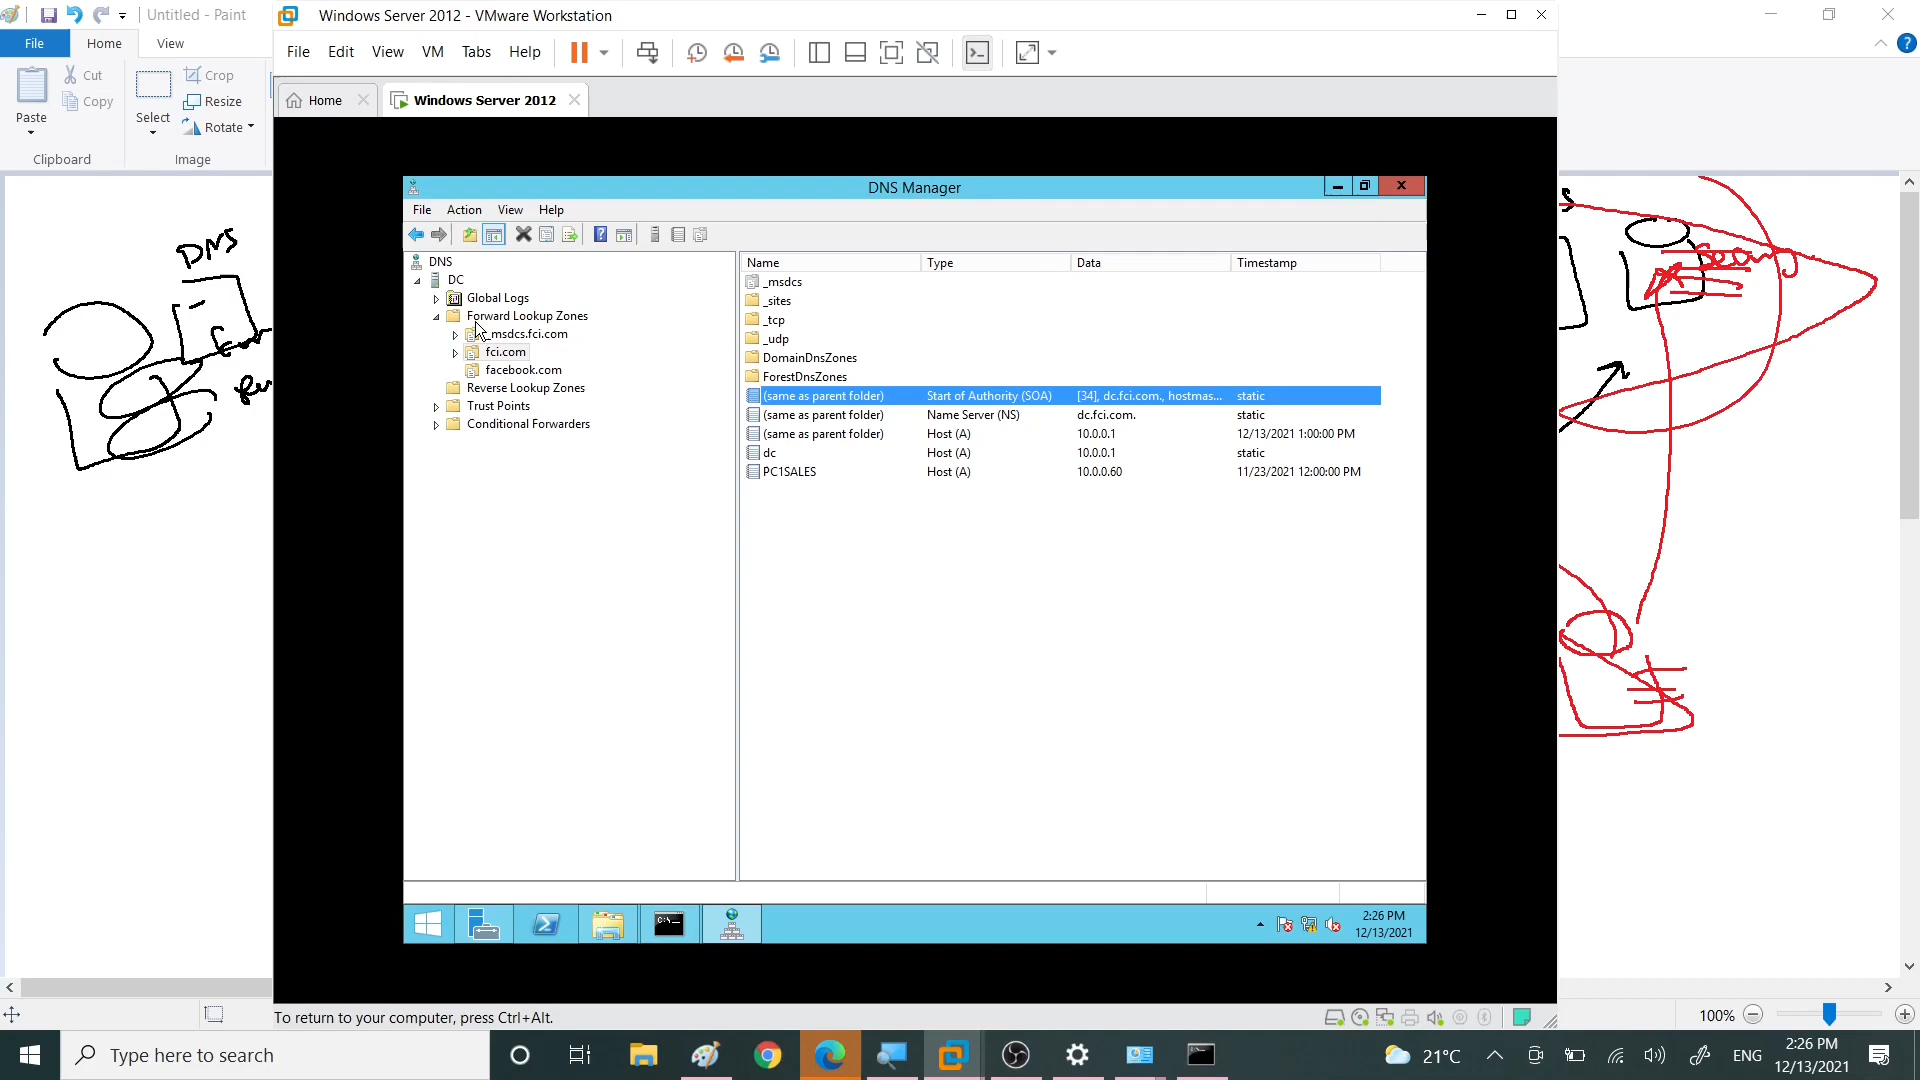 Untitled - Paint
Windows Server 2012 - VMware Workstation
File Home View
File Edit View VM Tabs Help
Cut
Crop
Copy
Resize
Paste
Select
Rotate
Clipboard
Image
Home
Windows Server 2012
DNS Manager
File Action View Help
DNS
DNS
DC
Global Logs
Forward Lookup Zones
_msdcs.fci.com
fci.com
facebook.com
Reverse Lookup Zones
Trust Points
Conditional Forwarders
Name Type Data Timestamp
_msdcs
_sites
_tcp
_udp
DomainDnsZones
ForestDnsZones
(same as parent folder) Start of Authority (SOA) [34], dc.fci.com., hostmas... static
(same as parent folder) Name Server (NS) dc.fci.com. static
(same as parent folder) Host (A) 10.0.0.1 12/13/2021 1:00:00 PM
dc Host (A) 10.0.0.1 static
PC1SALES Host (A) 10.0.0.60 11/23/2021 12:00:00 PM
2:26 PM
12/13/2021
To return to your computer, press Ctrl+Alt.
100%
Type here to search
21°C
ENG
2:26 PM
12/13/2021